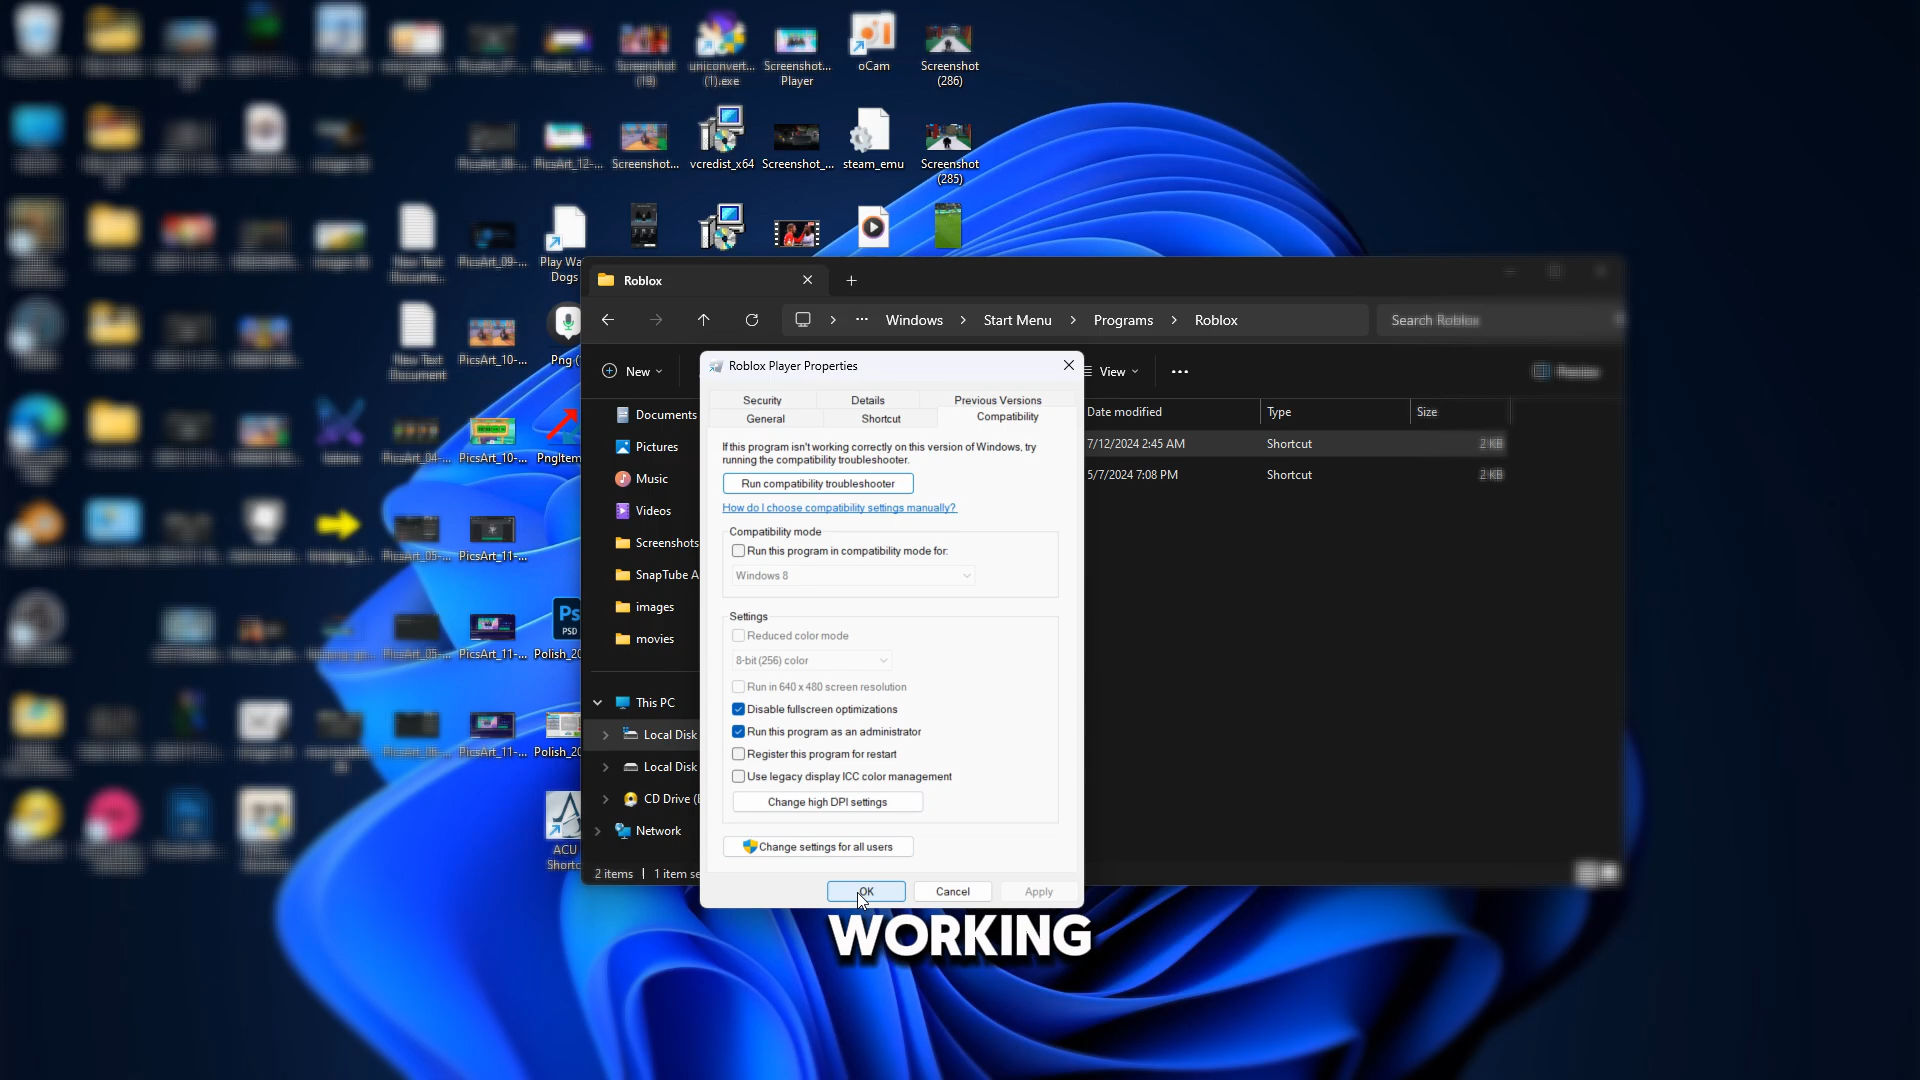 Screenshot
(19)
uniconvert...
(1).exe
Screenshot...
Player
oCam
Screenshot
(286)
PicsArt_12-...
Screenshot...
vcredist_x64
Screenshot_...
steam_emu
Screenshot
(285)
New Text
Docume...
PicsArt_09-...
Play Wa
Dogs
New Text
Document
PicsArt_10-...
Png (
PicsArt_04-...
PicsArt_10-...
PngItem
PicsArt_05-...
PicsArt_11-...
PicsArt_05-...
PicsArt_11-...
Ps
PSD
Polish_20
PicsArt_06-...
PicsArt_11-...
Polish_20
ACU
Shortc
Roblox
Windows
Start Menu
Programs
Roblox
Search Roblox
New
View
Documents
Pictures
Music
Videos
Screenshots
SnapTube A
images
movies
This PC
Local Disk
Local Disk
CD Drive (
Network
2 items
1 item se
Date modified
Type
Size
7/12/2024 2:45 AM
Shortcut
2 KB
5/7/2024 7:08 PM
Shortcut
2 KB
Roblox Player Properties
Security
Details
Previous Versions
General
Shortcut
Compatibility
If this program isn't working correctly on this version of Windows, try
running the compatibility troubleshooter.
Run compatibility troubleshooter
How do I choose compatibility settings manually?
Compatibility mode
Run this program in compatibility mode for:
Windows 8
Settings
Reduced color mode
8-bit (256) color
Run in 640 x 480 screen resolution
Disable fullscreen optimizations
Run this program as an administrator
Register this program for restart
Use legacy display ICC color management
Change high DPI settings
Change settings for all users
OK
Cancel
Apply
WORKING